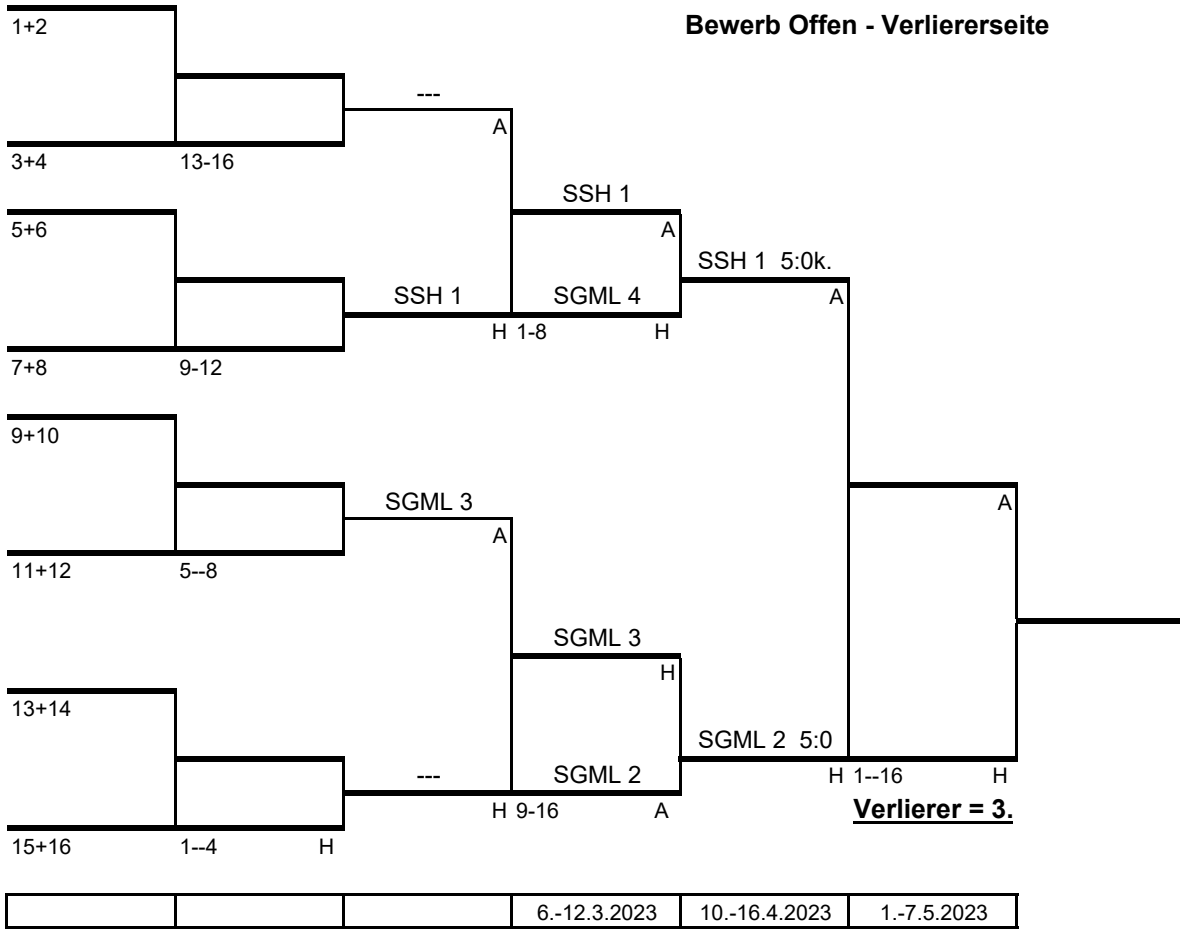 Bewerb Offen - Verliererseite
1+2
---
A
3+4 13-16
SSH 1
5+6 A
SSH 1 5:0k.
SSH 1 SGML 4 A
H 1-8 H
7+8 9-12
9+10
SGML 3 A
A
11+12 5--8
SGML 3
H
13+14
SGML 2 5:0
--- SGML 2 H 1--16 H
H 9-16 A Verlierer = 3.
15+16 1--4 H
6.-12.3.2023 10.-16.4.2023 1.-7.5.2023